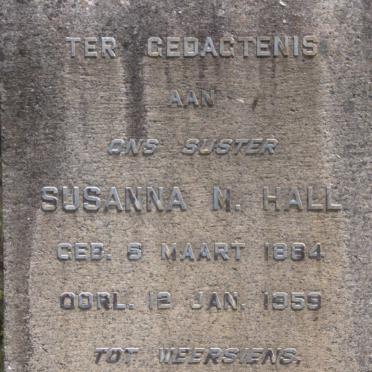 TER GEDAGTENIS
AAN
ONS SUSTER
SUSANNA M. HALL
GEB. 5 MAART 1884
OORL. 12 JAN. 1959
TOT WEERSIENS.